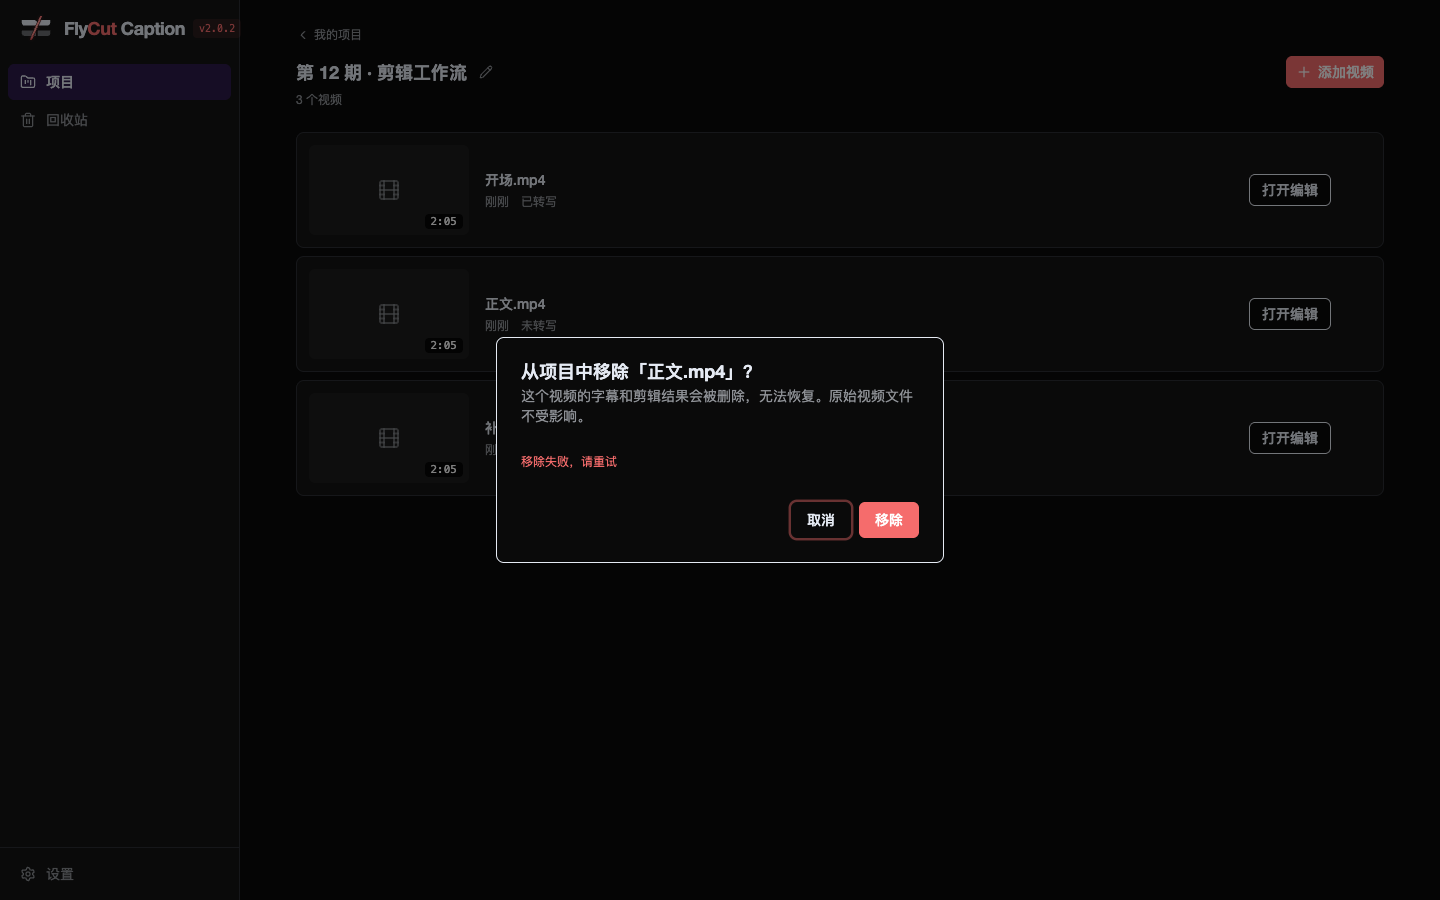 FlyCut Caption v2.0.2
项目
回收站
设置
我的项目
第 12 期 · 剪辑工作流
添加视频
3 个视频
2:05
开场.mp4
刚刚 已转写
打开编辑
2:05
正文.mp4
刚刚 未转写
打开编辑
2:05
补
刚
打开编辑
从项目中移除「正文.mp4」?
这个视频的字幕和剪辑结果会被删除，无法恢复。原始视频文件
不受影响。
移除失败，请重试
取消
移除